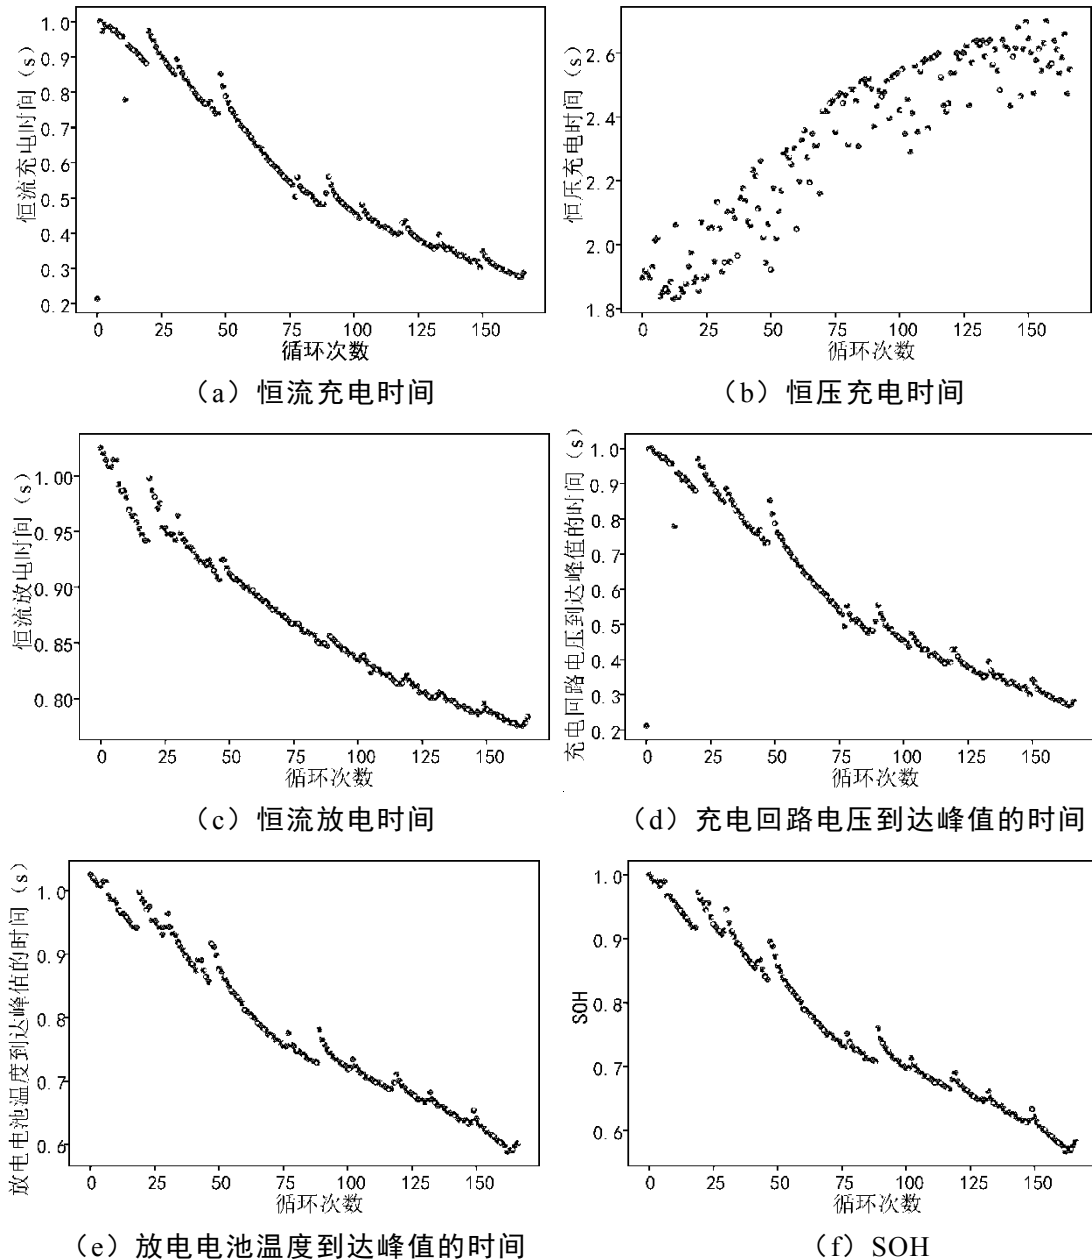 恒流充电时间（s）
1.0
0.9
0.8
0.7
0.6
0.5
0.4
0.3
0.2
0 25 50 75 100 125 150
循环次数
（a）恒流充电时间
恒压充电时间（s）
2.6
2.4
2.2
2.0
1.8
0 25 50 75 100 125 150
循环次数
（b）恒压充电时间
恒流放电时间（s）
1.00
0.95
0.90
0.85
0.80
0 25 50 75 100 125 150
循环次数
（c）恒流放电时间
充电回路电压到达峰值的时间（s）
1.0
0.9
0.8
0.7
0.6
0.5
0.4
0.3
0.2
0 25 50 75 100 125 150
循环次数
（d）充电回路电压到达峰值的时间
放电电池温度到达峰值的时间（s）
1.0
0.9
0.8
0.7
0.6
0 25 50 75 100 125 150
循环次数
（e）放电电池温度到达峰值的时间
SOH
1.0
0.9
0.8
0.7
0.6
0 25 50 75 100 125 150
循环次数
（f）SOH